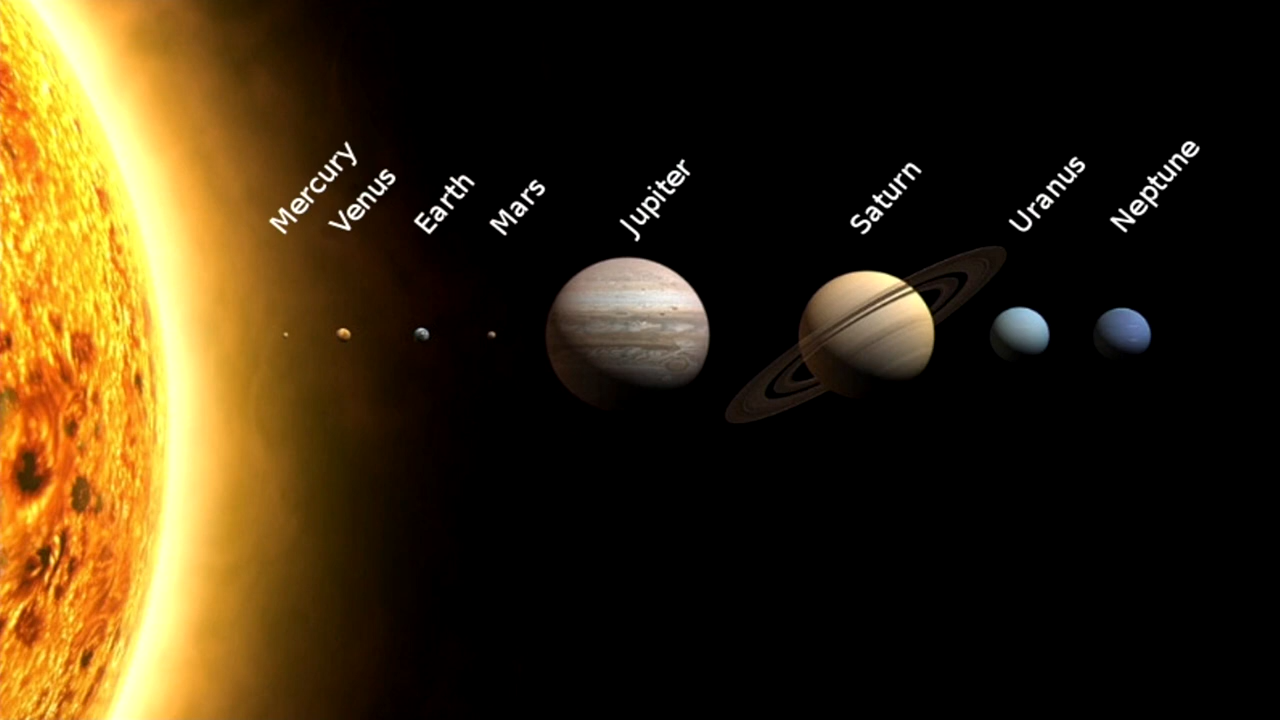 Mercury
Venus
Earth
Mars
Jupiter
Saturn
Uranus
Neptune